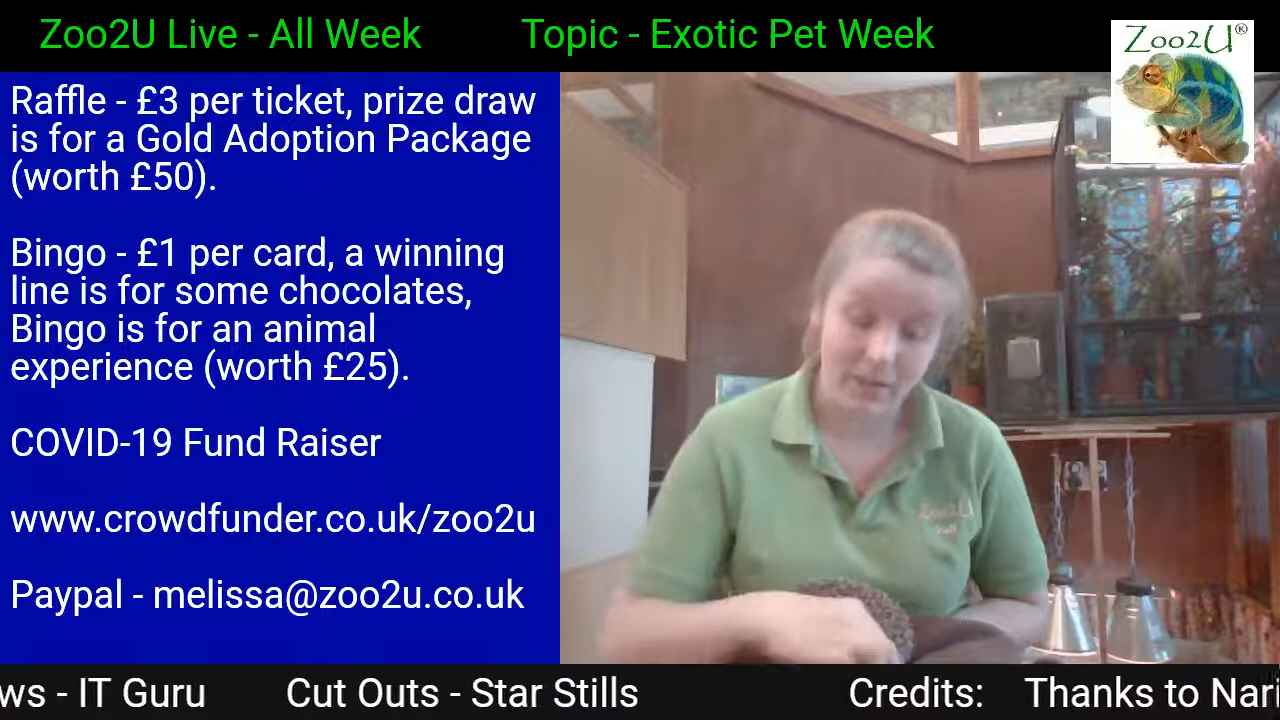 Zoo2U Live - All Week Topic - Exotic Pet Week
Zoo2U®
Raffle - £3 per ticket, prize draw
is for a Gold Adoption Package
(worth £50).
Bingo - £1 per card, a winning
line is for some chocolates,
Bingo is for an animal
experience (worth £25).
COVID-19 Fund Raiser
www.crowdfunder.co.uk/zoo2u
Paypal - melissa@zoo2u.co.uk
ws - IT Guru Cut Outs - Star Stills Credits: Thanks to Nari